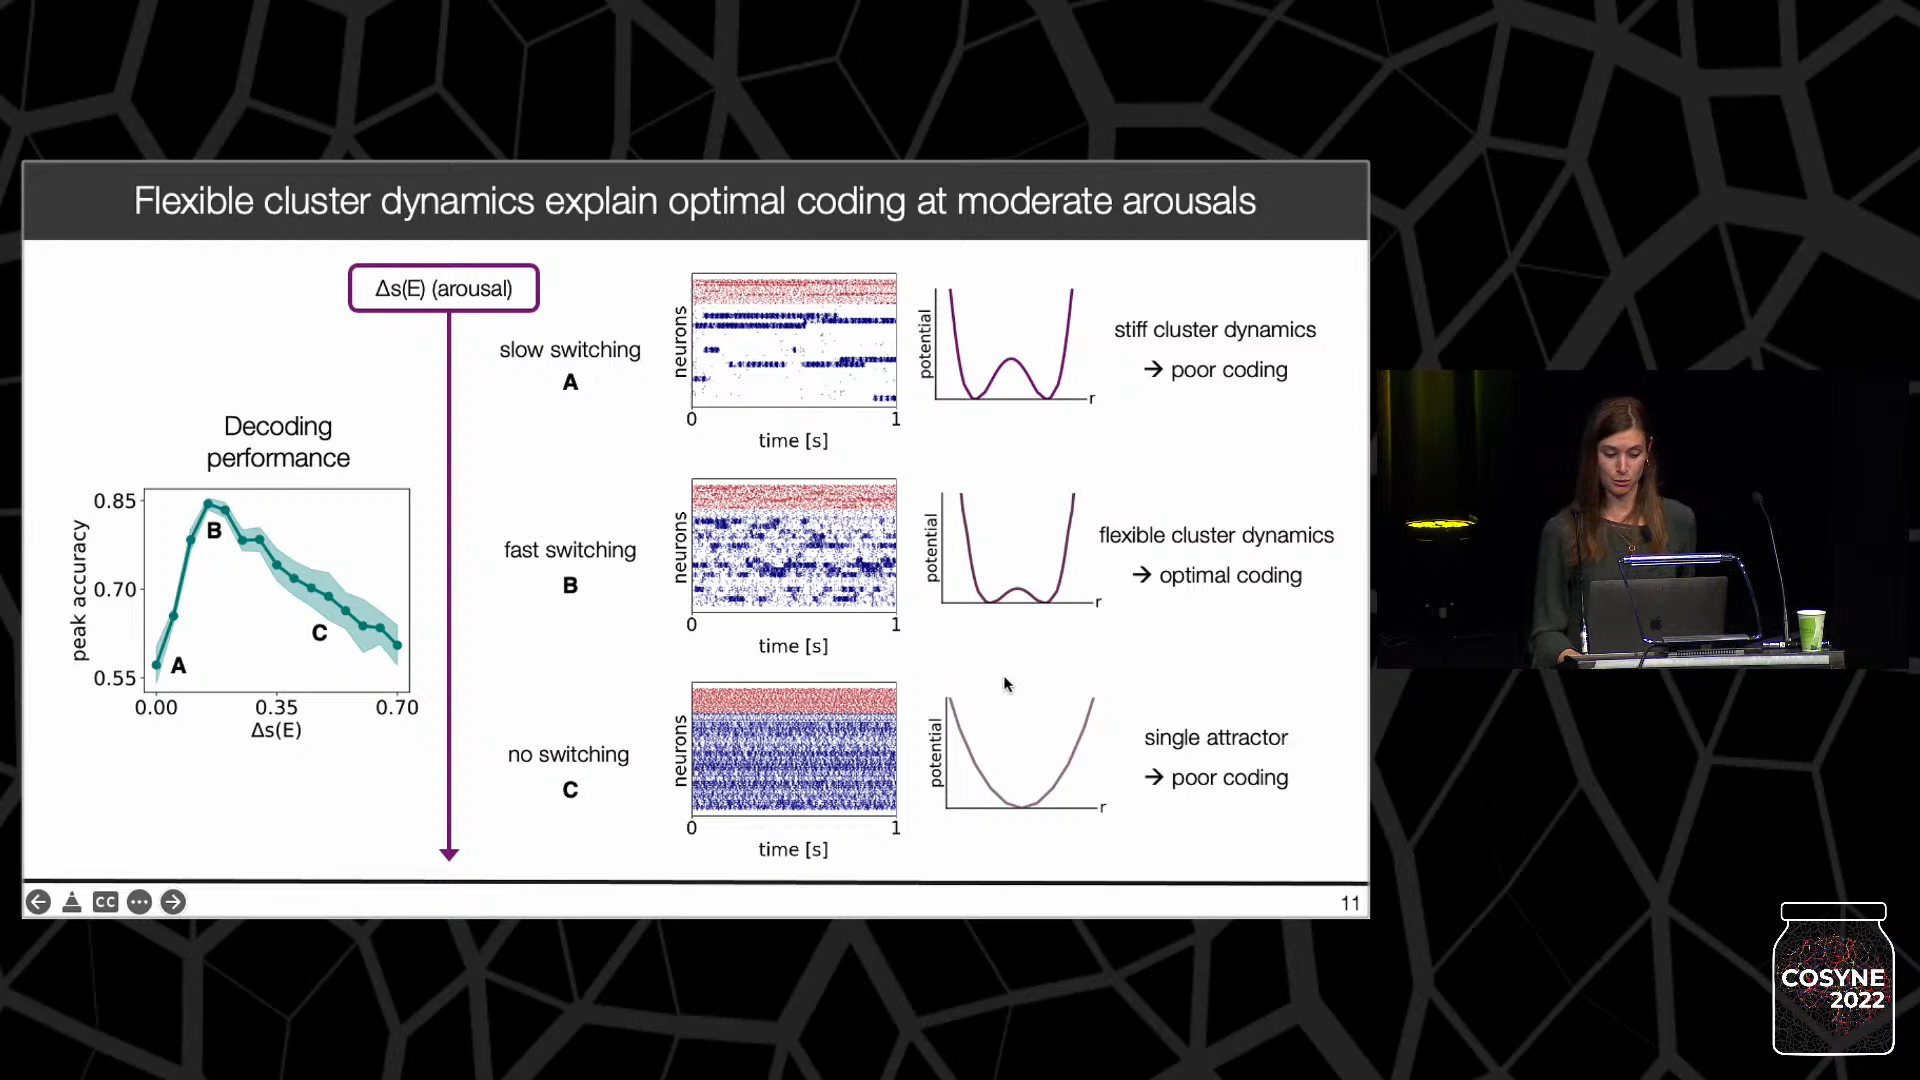 Flexible cluster dynamics explain optimal coding at moderate arousals
Δs(E) (arousal)
Decoding
performance
peak accuracy
0.85
0.70
0.55
A
B
C
0.00
0.35
0.70
Δs(E)
slow switching
A
neurons
0
1
time [s]
potential
r
stiff cluster dynamics
→ poor coding
fast switching
B
neurons
0
1
time [s]
potential
r
flexible cluster dynamics
→ optimal coding
no switching
C
neurons
0
1
time [s]
potential
r
single attractor
→ poor coding
CC
11
COSYNE
2022